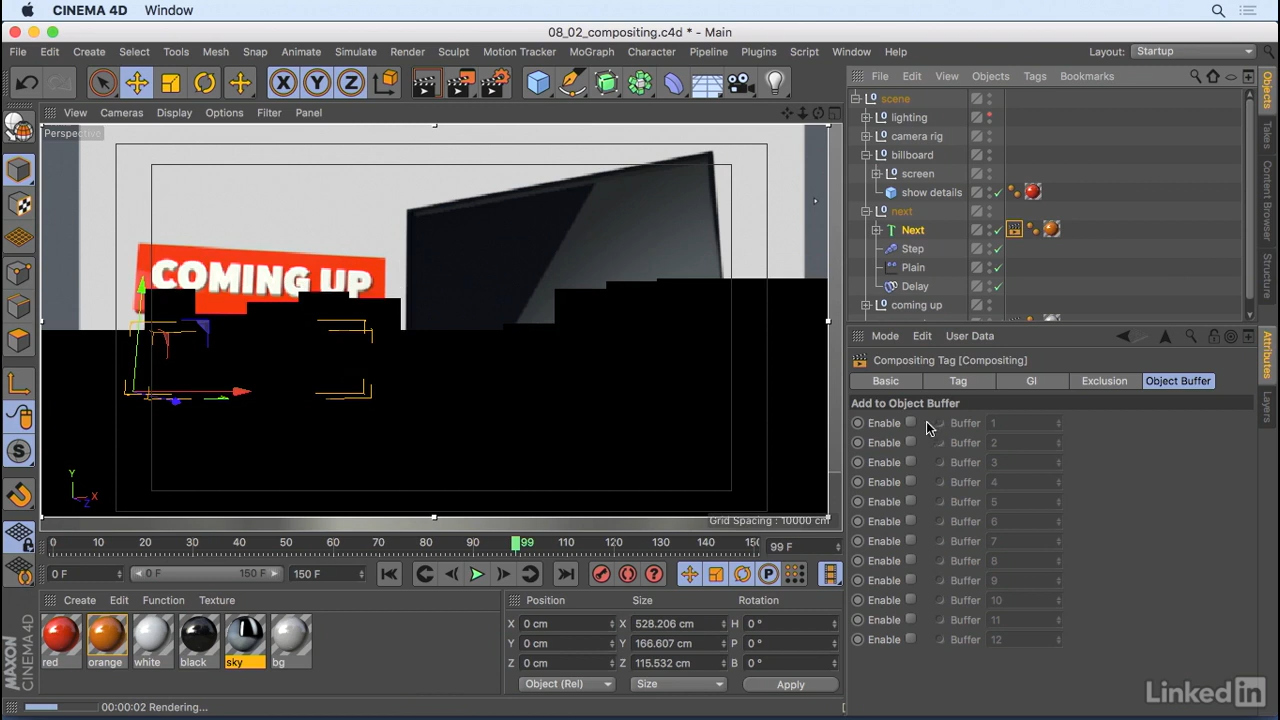 CINEMA 4D Window
08_02_compositing.c4d * - Main
File Edit Create Select Tools Mesh Snap Animate Simulate Render Sculpt Motion Tracker MoGraph Character Pipeline Plugins Script Window Help Layout: Startup
X Y Z
File Edit View Objects Tags Bookmarks
View Cameras Display Options Filter Panel
Perspective
COMING UP
Y
X
Z
Grid Spacing : 10000 cm
scene
lighting
camera rig
billboard
screen
show details
next
Next
Step
Plain
Delay
coming up
Objects
Takes
Content Browser
Structure
Attributes
Layers
Mode Edit User Data
Compositing Tag [Compositing]
Basic Tag GI Exclusion Object Buffer
Add to Object Buffer
Enable Buffer 1
Enable Buffer 2
Enable Buffer 3
Enable Buffer 4
Enable Buffer 5
Enable Buffer 6
Enable Buffer 7
Enable Buffer 8
Enable Buffer 9
Enable Buffer 10
Enable Buffer 11
Enable Buffer 12
0 10 20 30 40 50 60 70 80 90 99 110 120 130 140 150 99 F
0 F 0 F 150 F 150 F
Create Edit Function Texture
red orange white black sky bg
Position Size Rotation
X 0 cm X 528.206 cm H 0 °
Y 0 cm Y 166.607 cm P 0 °
Z 0 cm Z 115.532 cm B 0 °
Object (Rel) Size Apply
MAXON CINEMA 4D
00:00:02 Rendering...
LinkedIn